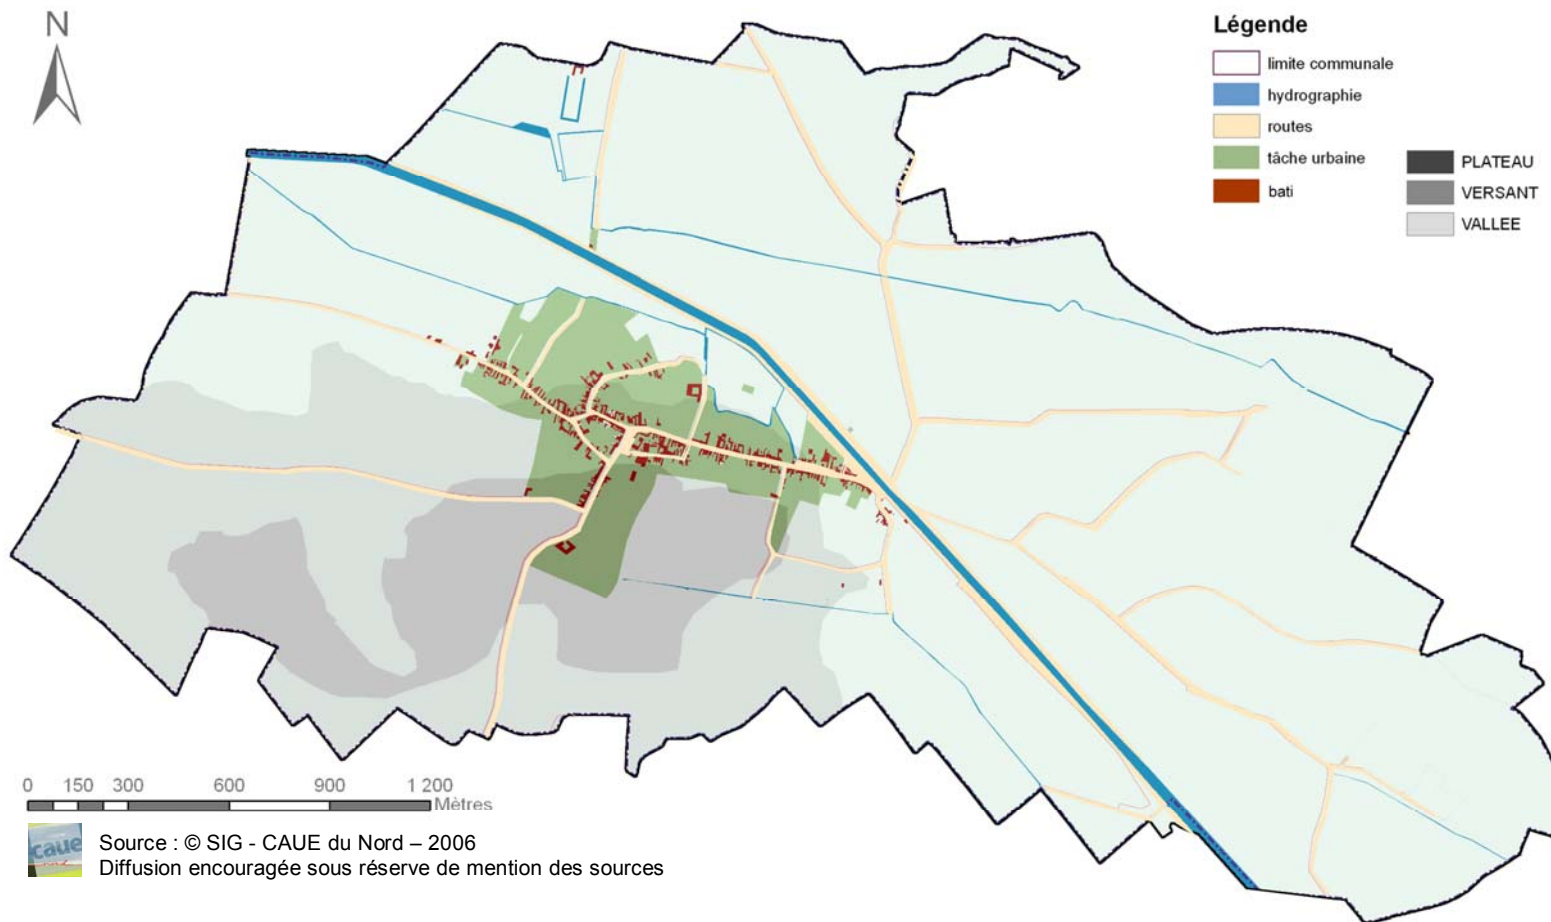 N
Légende
limite communale
hydrographie
routes
tâche urbaine
bati
PLATEAU
VERSANT
VALLEE
0 150 300 600 900 1 200
Mètres
caue
Source : © SIG - CAUE du Nord – 2006
Diffusion encouragée sous réserve de mention des sources